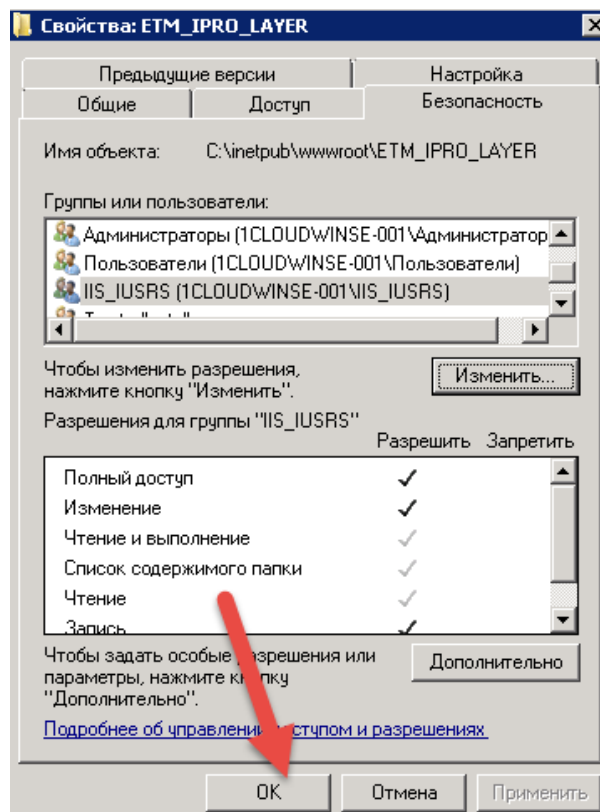 Свойства: ETM_IPRO_LAYER
Предыдущие версии Настройка
Общие Доступ Безопасность
Имя объекта: C:\inetpub\wwwroot\ETM_IPRO_LAYER
Группы или пользователи:
Администраторы (1CLOUDWINSE-001\Администратор
Пользователи (1CLOUDWINSE-001\Пользователи)
IIS_IUSRS (1CLOUDWINSE-001\IIS_IUSRS)
Чтобы изменить разрешения,
нажмите кнопку "Изменить".
Изменить...
Разрешения для группы "IIS_IUSRS"
Разрешить Запретить
Полный доступ
Изменение
Чтение и выполнение
Список содержимого папки
Чтение
Запись
Чтобы задать особые разрешения или
параметры, нажмите кнопку
"Дополнительно".
Дополнительно
Подробнее об управлении доступом и разрешениях
OK Отмена Применить